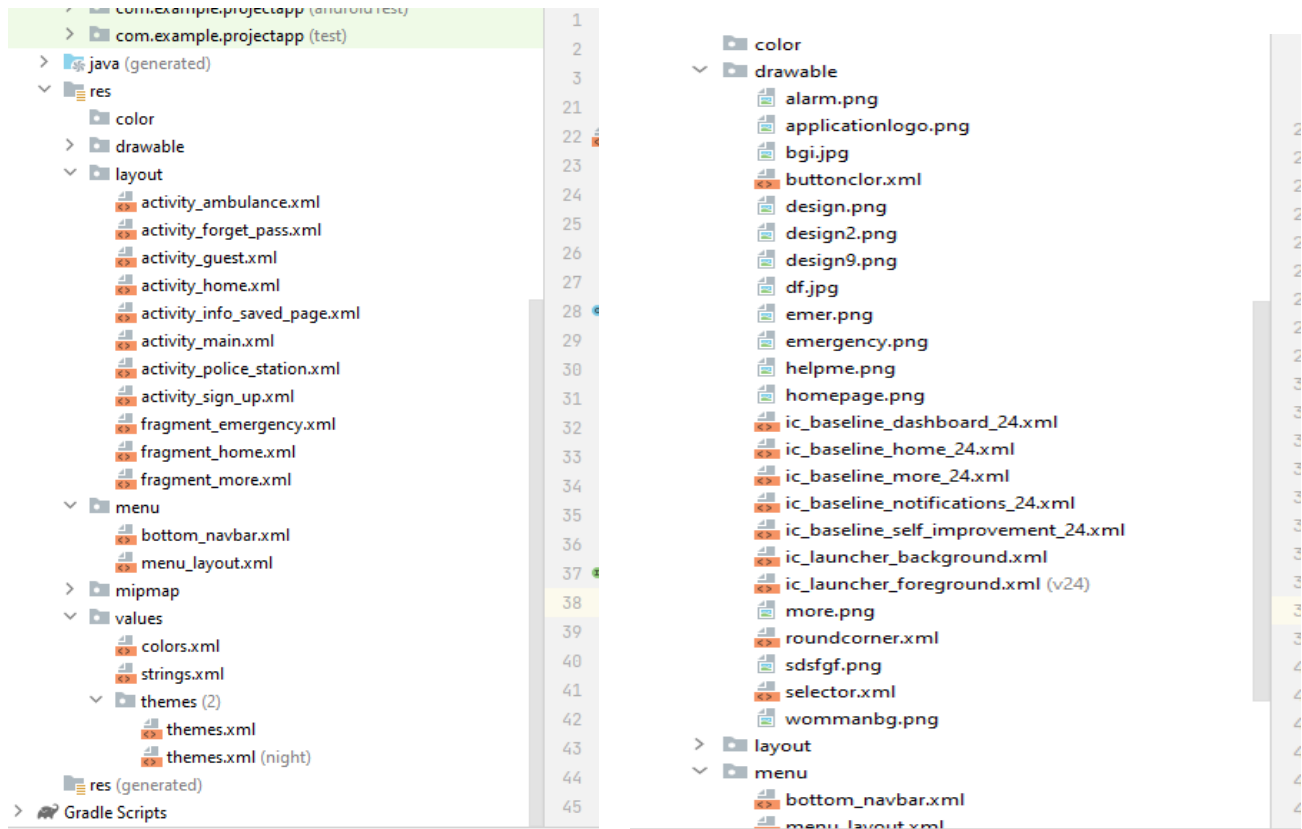 com.example.projectapp (androidTest)
com.example.projectapp (test)
java (generated)
res
color
drawable
layout
activity_ambulance.xml
activity_forget_pass.xml
activity_guest.xml
activity_home.xml
activity_info_saved_page.xml
activity_main.xml
activity_police_station.xml
activity_sign_up.xml
fragment_emergency.xml
fragment_home.xml
fragment_more.xml
menu
bottom_navbar.xml
menu_layout.xml
mipmap
values
colors.xml
strings.xml
themes (2)
themes.xml
themes.xml (night)
res (generated)
Gradle Scripts
1
2
3
21
22
23
24
25
26
27
28
29
30
31
32
33
34
35
36
37
38
39
40
41
42
43
44
45
color
drawable
alarm.png
applicationlogo.png
bgi.jpg
buttonclor.xml
design.png
design2.png
design9.png
df.jpg
emer.png
emergency.png
helpme.png
homepage.png
ic_baseline_dashboard_24.xml
ic_baseline_home_24.xml
ic_baseline_more_24.xml
ic_baseline_notifications_24.xml
ic_baseline_self_improvement_24.xml
ic_launcher_background.xml
ic_launcher_foreground.xml (v24)
more.png
roundcorner.xml
sdsfgf.png
selector.xml
wommanbg.png
layout
menu
bottom_navbar.xml
menu_layout.xml